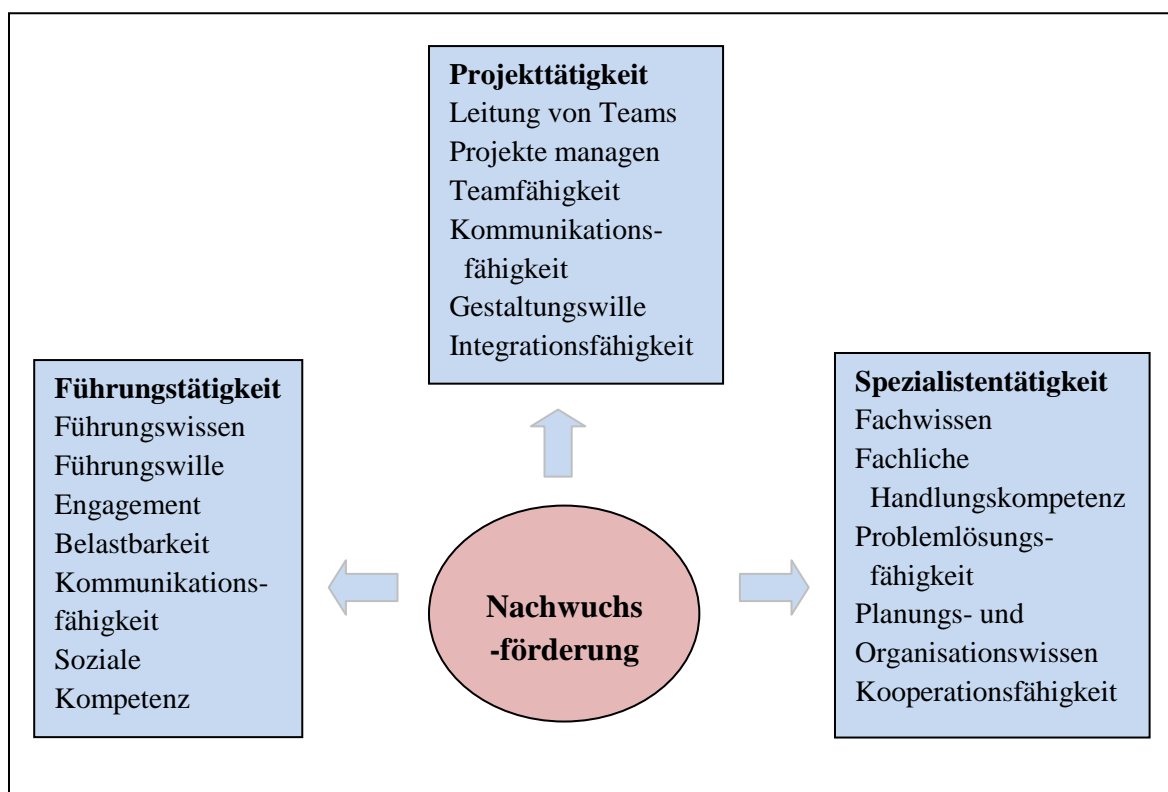 Projekttätigkeit
Leitung von Teams
Projekte managen
Teamfähigkeit
Kommunikations-
fähigkeit
Gestaltungswille
Integrationsfähigkeit
Führungstätigkeit
Führungswissen
Führungswille
Engagement
Belastbarkeit
Kommunikations-
fähigkeit
Soziale
Kompetenz
Nachwuchs
-förderung
Spezialistentätigkeit
Fachwissen
Fachliche
Handlungskompetenz
Problemlösungs-
fähigkeit
Planungs- und
Organisationswissen
Kooperationsfähigkeit